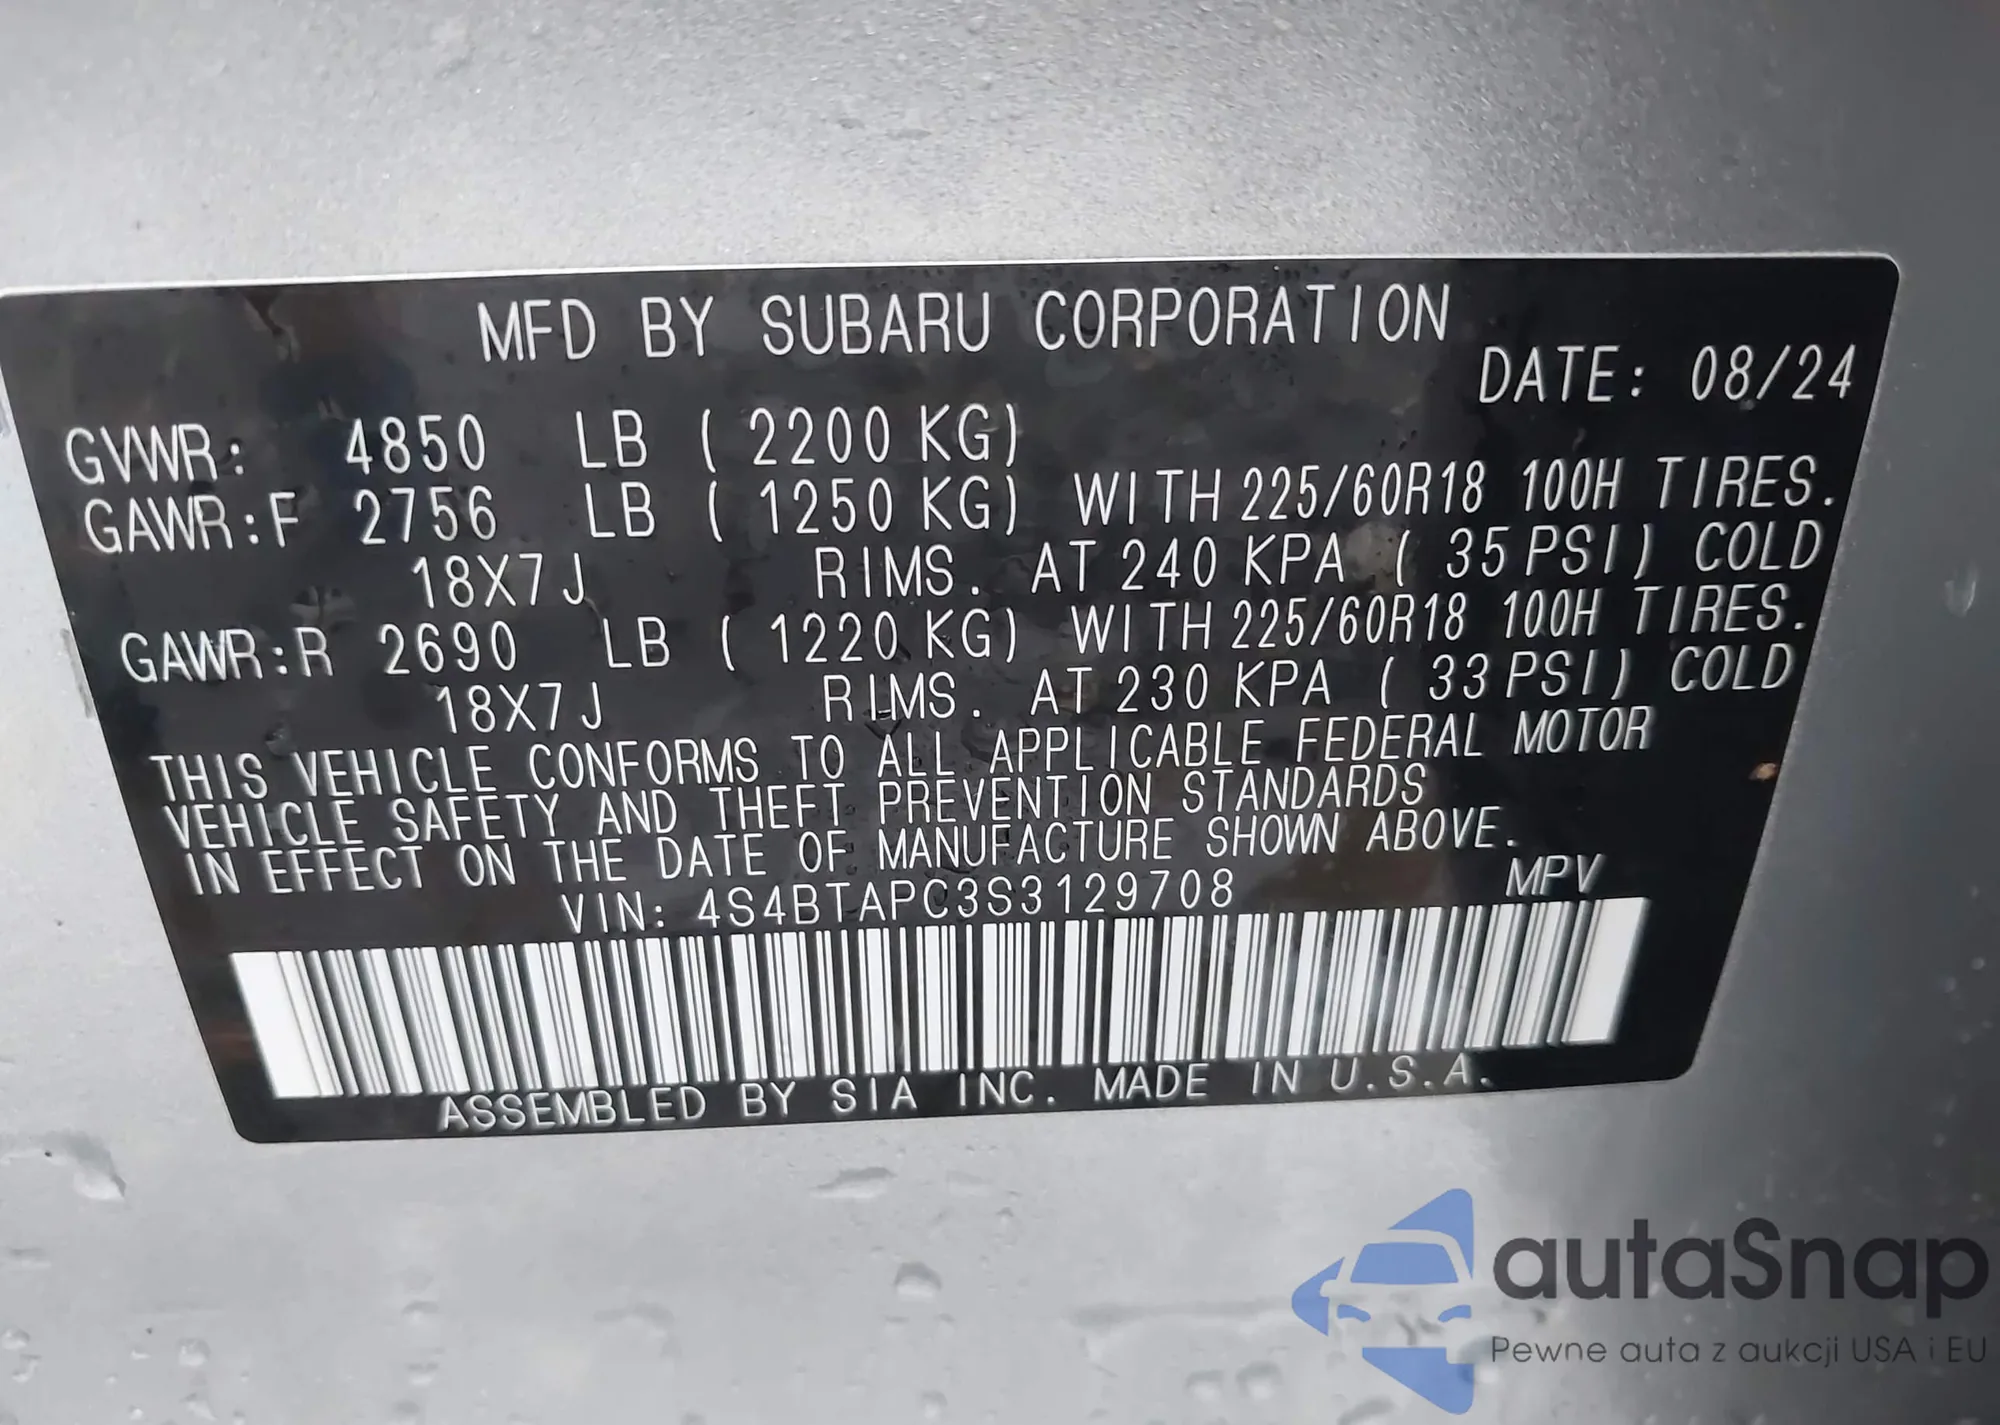 MFD BY SUBARU CORPORATION
DATE: 08/24
GVWR: 4850 LB ( 2200 KG)
GAWR:F 2756 LB ( 1250 KG) WITH 225/60R18 100H TIRES.
18X7J RIMS. AT 240 KPA ( 35 PSI) COLD
GAWR:R 2690 LB ( 1220 KG) WITH 225/60R18 100H TIRES.
18X7J RIMS. AT 230 KPA ( 33 PSI) COLD
THIS VEHICLE CONFORMS TO ALL APPLICABLE FEDERAL MOTOR
VEHICLE SAFETY AND THEFT PREVENTION STANDARDS
IN EFFECT ON THE DATE OF MANUFACTURE SHOWN ABOVE.
VIN: 4S4BTAPC3S3129708 MPV
ASSEMBLED BY SIA INC. MADE IN U.S.A.
autaSnap
Pewne auta z aukcji USA i EU